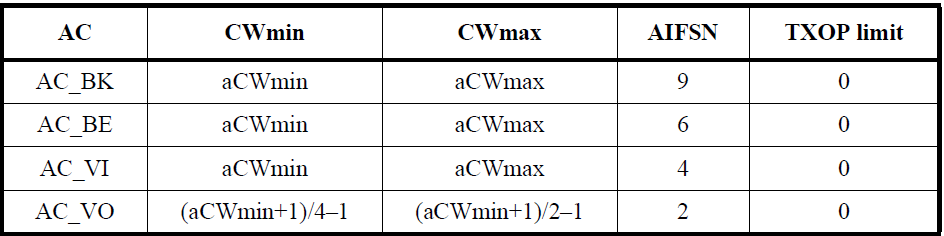 AC CWmin CWmax AIFSN TXOP limit
AC_BK aCWmin aCWmax 9 0
AC_BE aCWmin aCWmax 6 0
AC_VI aCWmin aCWmax 4 0
AC_VO (aCWmin+1)/4–1 (aCWmin+1)/2–1 2 0